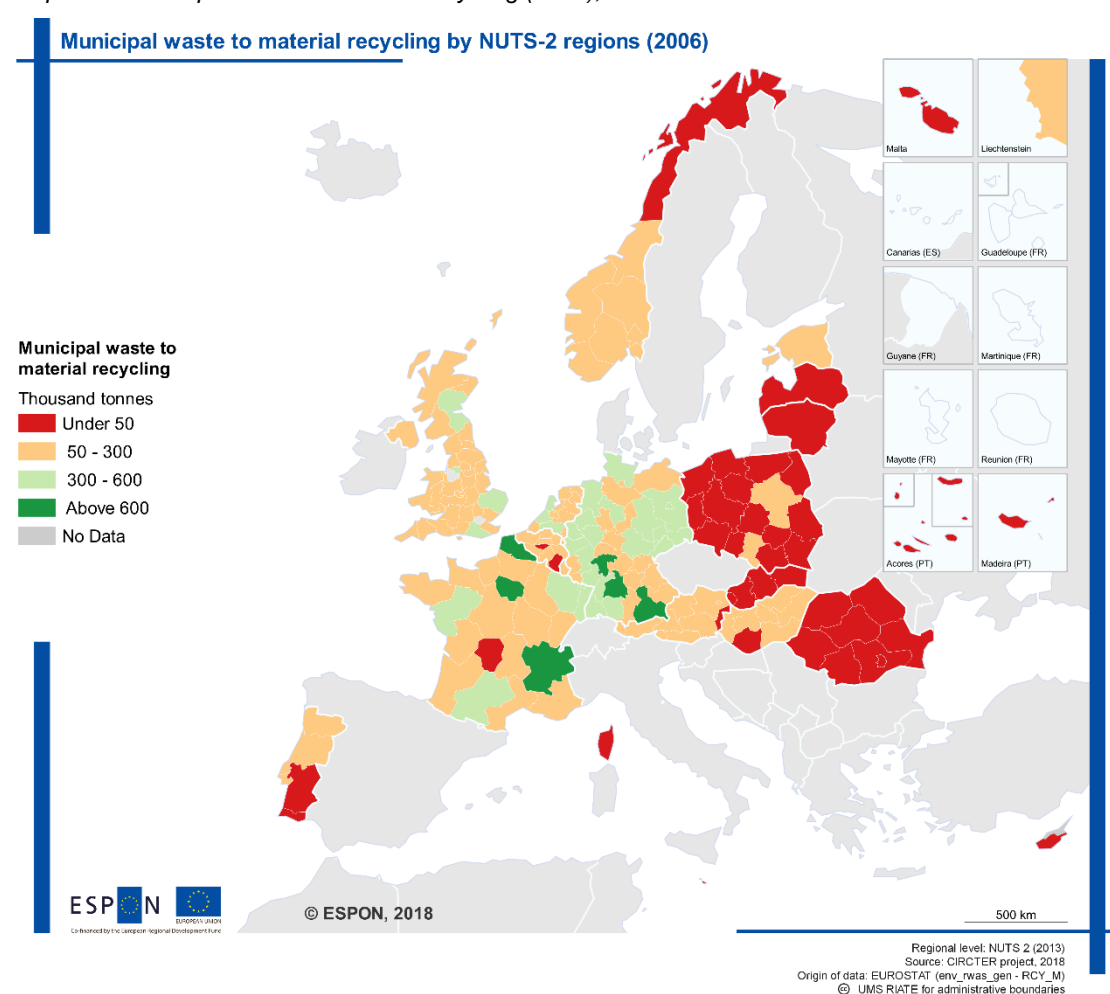 Municipal waste to material recycling by NUTS-2 regions (2006)
Malta
Liechtenstein
Canarias (ES)
Guadeloupe (FR)
Guyane (FR)
Martinique (FR)
Mayotte (FR)
Reunion (FR)
Acores (PT)
Madeira (PT)
Municipal waste to
material recycling
Thousand tonnes
Under 50
50 - 300
300 - 600
Above 600
No Data
ESPON
EUROPEAN UNION
Co-financed by the European Regional Development Fund
© ESPON, 2018
500 km
Regional level: NUTS 2 (2013)
Source: CIRCTER project, 2018
Origin of data: EUROSTAT (env_rwas_gen - RCY_M)
© UMS RIATE for administrative boundaries